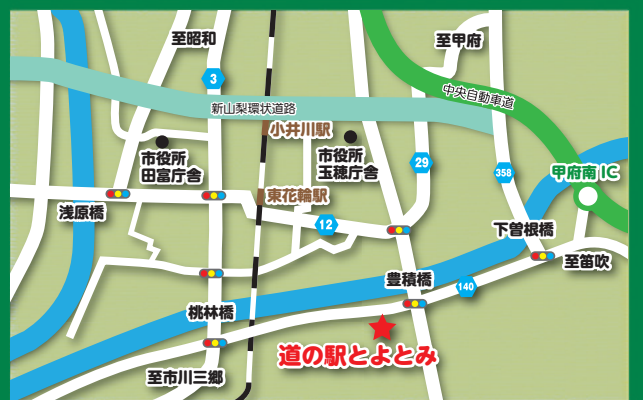 至昭和
至甲府
3
中央自動車道
新山梨環状道路
小井川駅
市役所
田富庁舎
市役所
玉穂庁舎
29
358
甲府南IC
東花輪駅
浅原橋
12
下曽根橋
至笛吹
豊積橋
140
桃林橋
道の駅とよとみ
至市川三郷